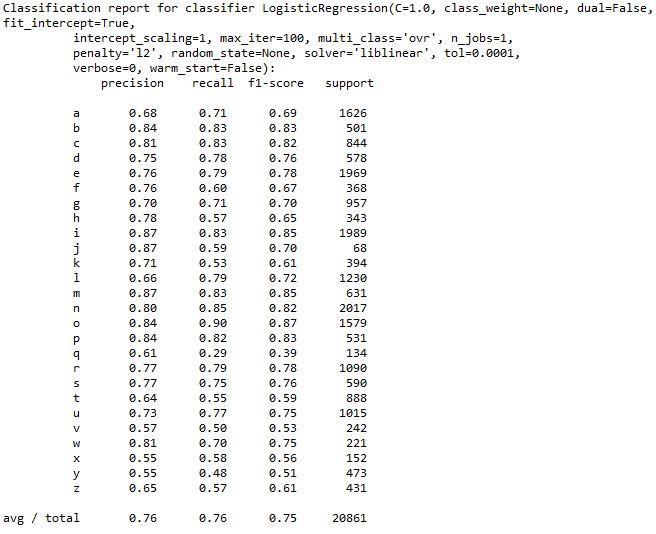 Classification report for classifier LogisticRegression(C=1.0, class_weight=None, dual=False,
fit_intercept=True,
intercept_scaling=1, max_iter=100, multi_class='ovr', n_jobs=1,
penalty='l2', random_state=None, solver='liblinear', tol=0.0001,
verbose=0, warm_start=False):
precision recall f1-score support
a 0.68 0.71 0.69 1626
b 0.84 0.83 0.83 501
c 0.81 0.83 0.82 844
d 0.75 0.78 0.76 578
e 0.76 0.79 0.78 1969
f 0.76 0.60 0.67 368
g 0.70 0.71 0.70 957
h 0.78 0.57 0.65 343
i 0.87 0.83 0.85 1989
j 0.87 0.59 0.70 68
k 0.71 0.53 0.61 394
l 0.66 0.79 0.72 1230
m 0.87 0.83 0.85 631
n 0.80 0.85 0.82 2017
o 0.84 0.90 0.87 1579
p 0.84 0.82 0.83 531
q 0.61 0.29 0.39 134
r 0.77 0.79 0.78 1090
s 0.77 0.75 0.76 590
t 0.64 0.55 0.59 888
u 0.73 0.77 0.75 1015
v 0.57 0.50 0.53 242
w 0.81 0.70 0.75 221
x 0.55 0.58 0.56 152
y 0.55 0.48 0.51 473
z 0.65 0.57 0.61 431
avg / total 0.76 0.76 0.75 20861